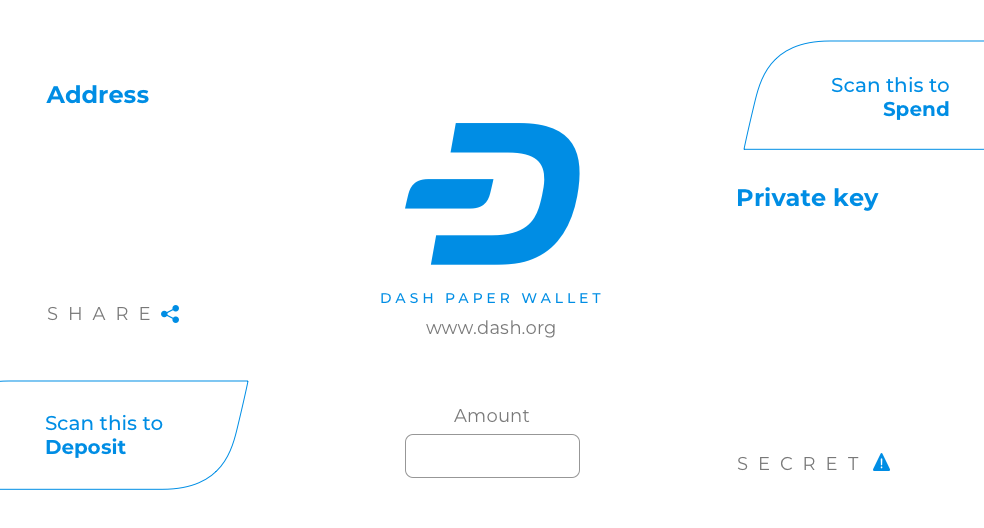 Address
SHARE
Scan this to
Deposit
DASH PAPER WALLET
www.dash.org
Amount
Scan this to
Spend
Private key
SECRET